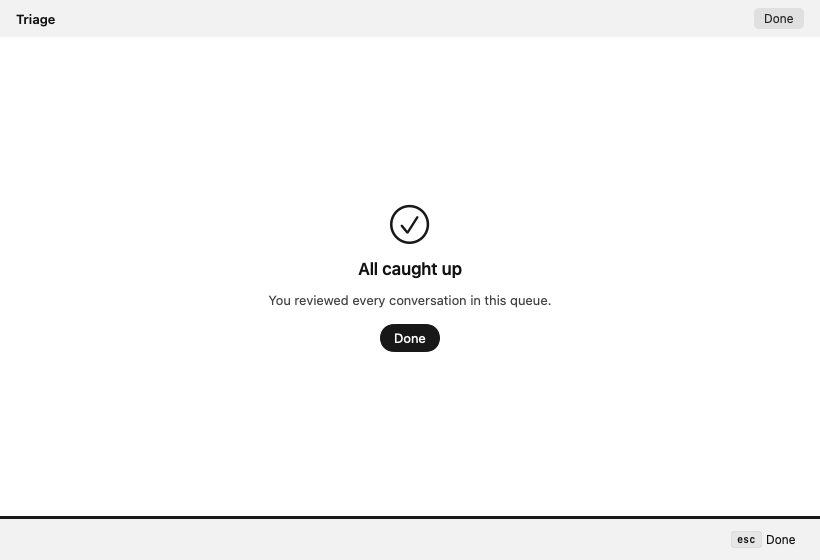 Triage
Done
All caught up
You reviewed every conversation in this queue.
Done
esc Done